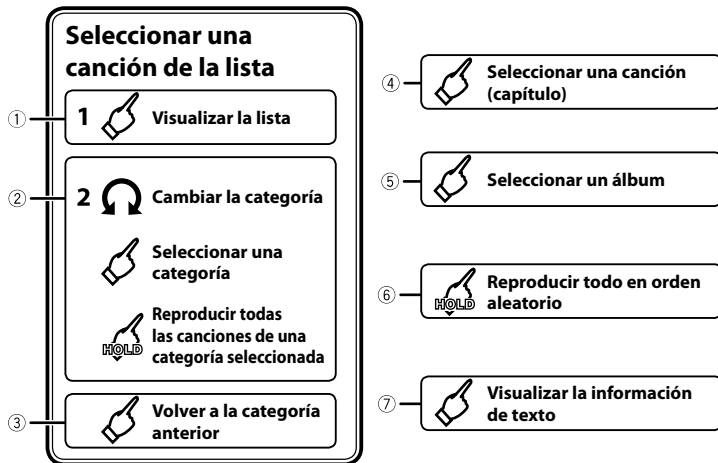 Seleccionar una
canción de la lista
① 1 Visualizar la lista
② 2 Cambiar la categoría
Seleccionar una
categoría
HOLD
Reproducir todas
las canciones de una
categoría seleccionada
③ Volver a la categoría
anterior
④ Seleccionar una canción
(capítulo)
⑤ Seleccionar un álbum
⑥ HOLD Reproducir todo en orden
aleatorio
⑦ Visualizar la información
de texto